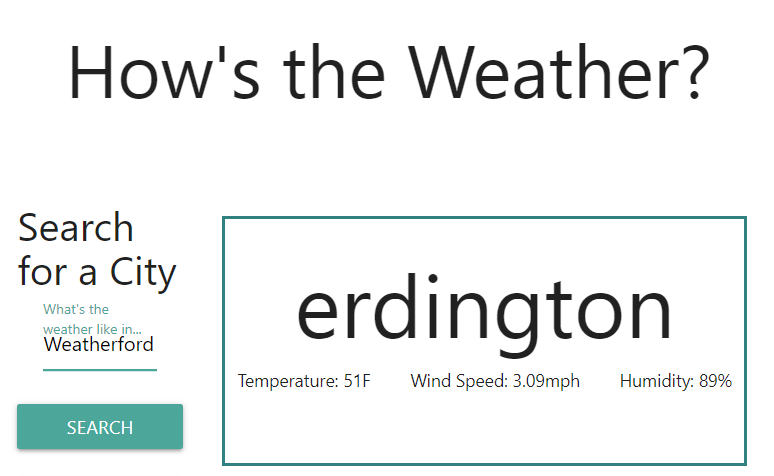 How's the Weather?
Search
for a City
What's the
weather like in...
Weatherford
SEARCH
erdington
Temperature: 51F Wind Speed: 3.09mph Humidity: 89%